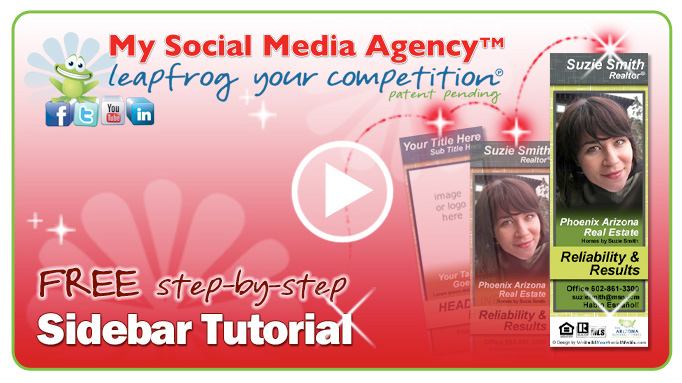 My Social Media Agency™
leapfrog your competition®
patent pending
f
t
You
Tube
in
Your Title Here
Sub Title
image
or logo
here
Your
HEAD
Suzie Smith
Realtor®
Phoenix Arizona
Real Estate
Homes by Suzie Smith
Reliability &
Results
Suzie Smith
Realtor®
Phoenix Arizona
Real Estate
Homes by Suzie Smith
Reliability &
Results
Office 602-861-3300
Habla Español!
MLS
ARIZONA
FREE step-by-step
Sidebar Tutorial